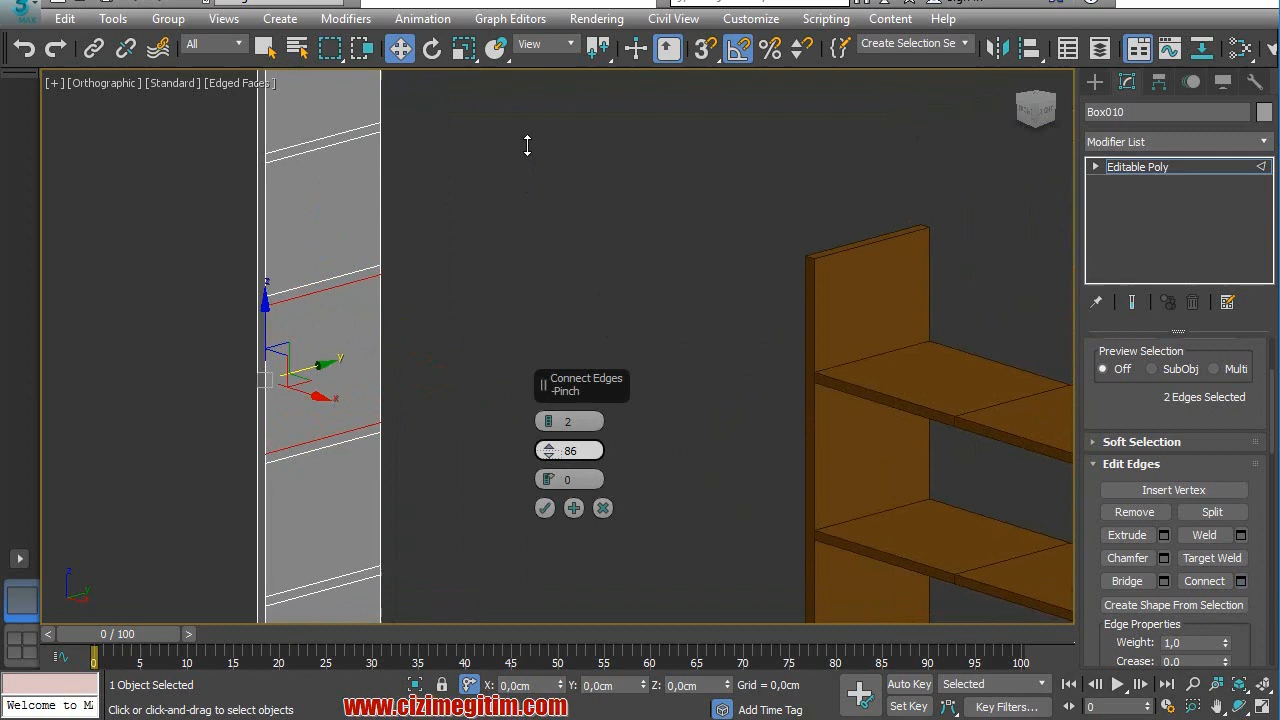 Edit Tools Group Views Create Modifiers Animation Graph Editors Rendering Civil View Customize Scripting Content Help
All View 3 Create Selection Se
[+] [Orthographic] [Standard] [Edged Faces]
Box010
Modifier List
Editable Poly
z
y
x
Connect Edges
-Pinch
2
86
0
Preview Selection
Off SubObj Multi
2 Edges Selected
Soft Selection
Edit Edges
Insert Vertex
Remove Split
Extrude Weld
Chamfer Target Weld
Bridge Connect
Create Shape From Selection
Edge Properties
Weight: 1,0
Crease: 0,0
< 0 / 100 >
0 5 10 15 20 25 30 35 40 45 50 55 60 65 70 75 80 85 90 95 100
1 Object Selected X: 0,0cm Y: 0,0cm Z: 0,0cm Grid = 0,0cm Auto Key Selected
Welcome to M Click or click-and-drag to select objects www.cizimegitim.com Add Time Tag Set Key Key Filters... 0